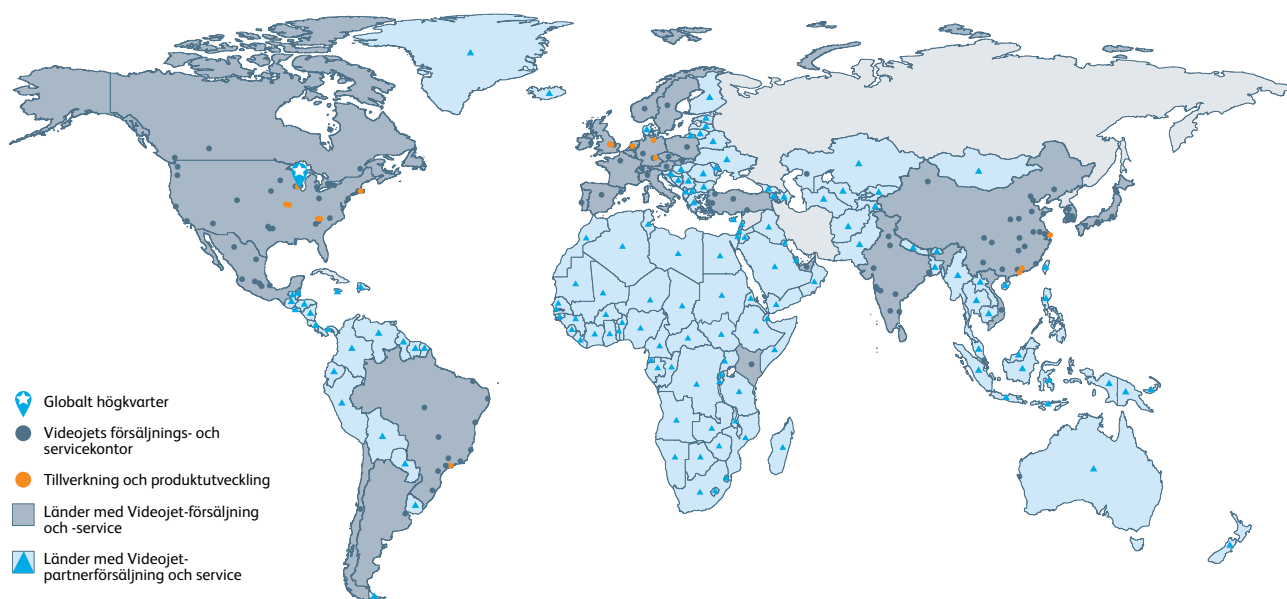 Globalt högkvarter
Videojets försäljnings- och
servicekontor
Tillverkning och produktutveckling
Länder med Videojet-försäljning
och -service
Länder med Videojet-
partnerförsäljning och service